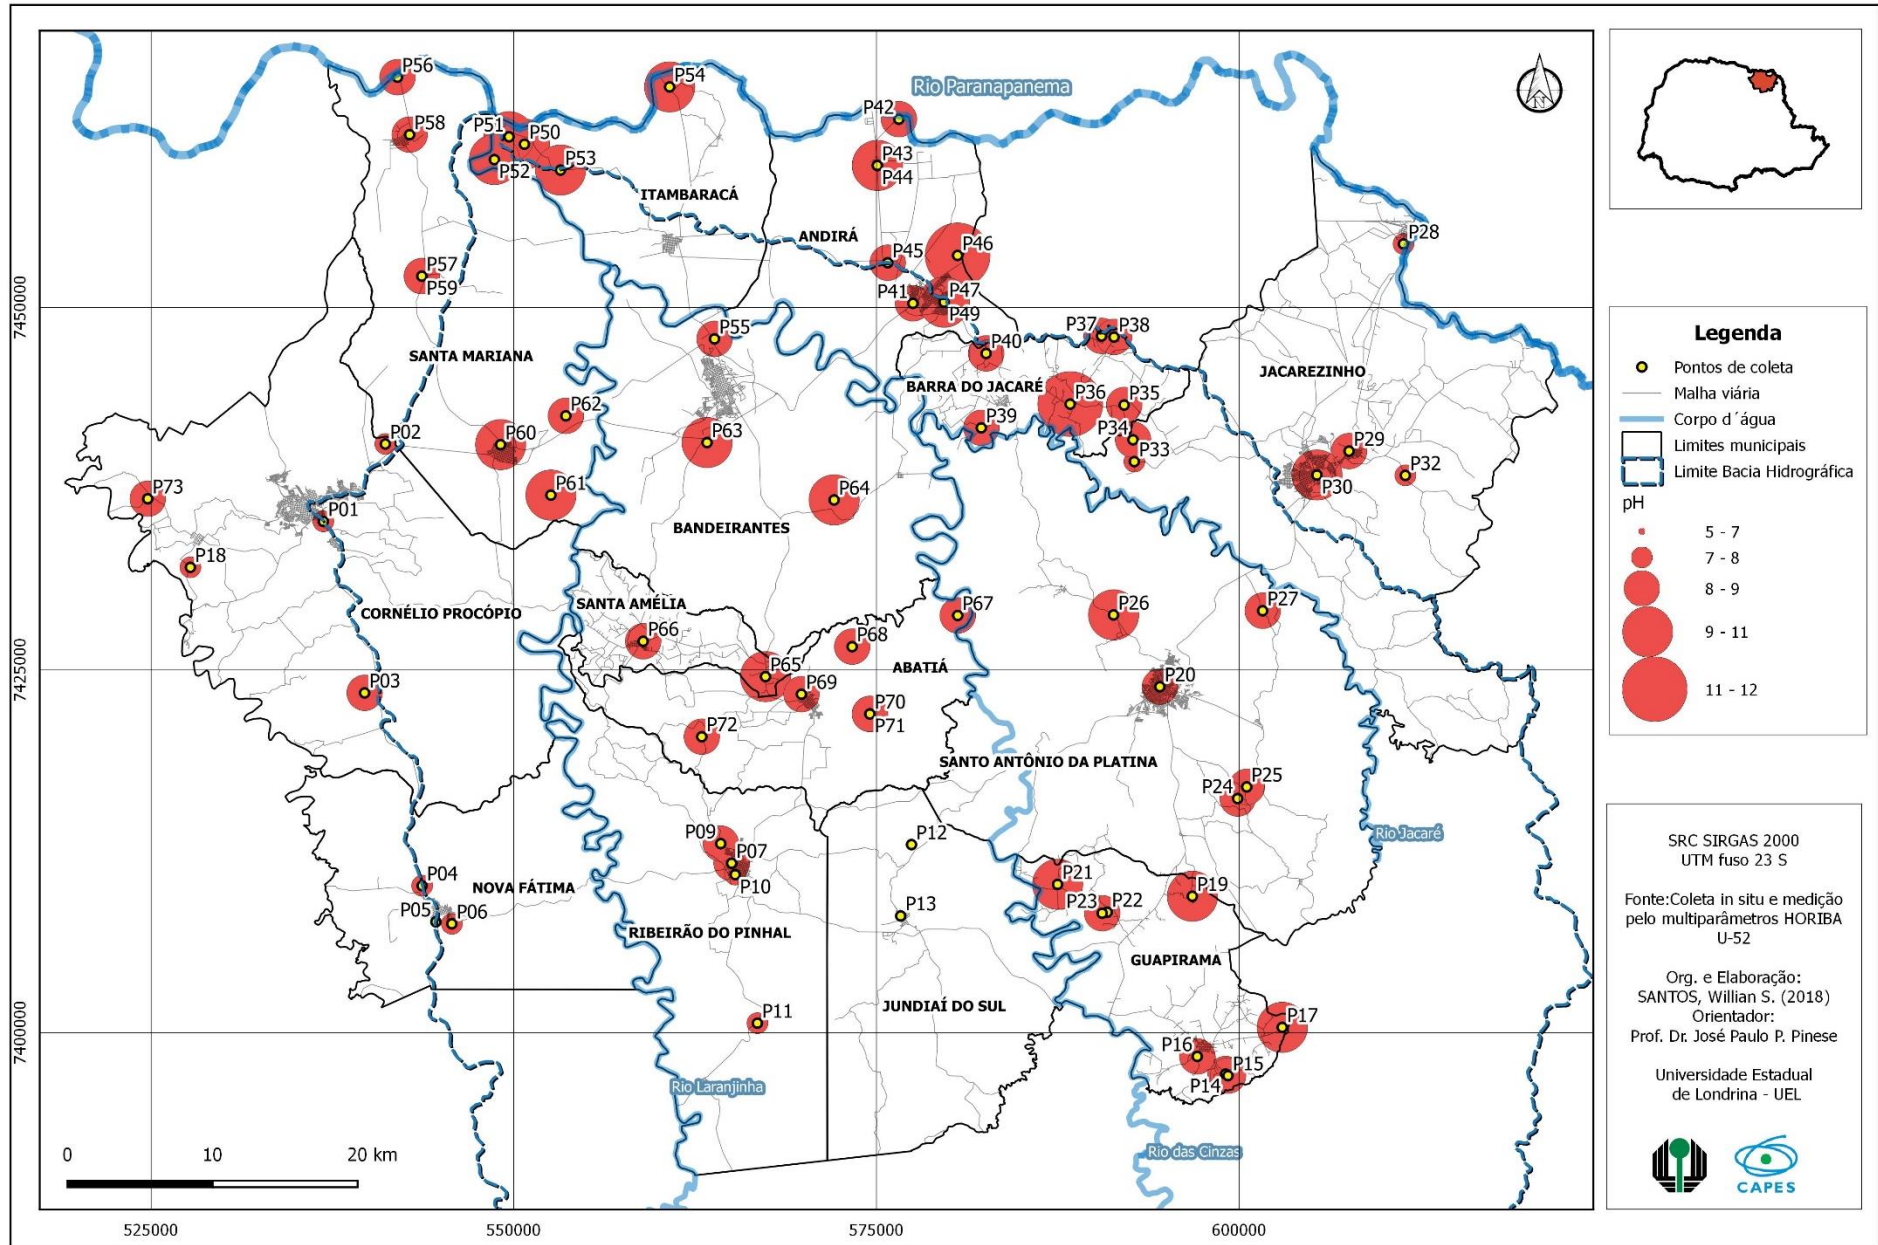 Rio Paranapanema
P56
P54
P58
P51
P50
P42
P53
P52
P43
P44
ITAMBARACÁ
ANDIRÁ
P28
P45
P46
P57
P59
P41
P47
P49
P55
P37
P38
P40
SANTA MARIANA
BARRA DO JACARÉ
JACAREZINHO
P36
P35
P62
P39
P34
P02
P60
P63
P33
P29
P32
P30
P73
P61
P64
P01
BANDEIRANTES
P18
SANTA AMÉLIA
CORNÉLIO PROCÓPIO
P67
P26
P27
P66
P68
P65
ABATIÁ
P03
P69
P20
P70
P71
P72
SANTO ANTÔNIO DA PLATINA
P25
P24
P09
P12
Rio Jacaré
P07
P10
P21
P04
NOVA FÁTIMA
P19
P05
P06
P13
P23
P22
RIBEIRÃO DO PINHAL
GUAPIRAMA
JUNDIAÍ DO SUL
P11
P17
P16
P15
P14
Rio Laranjinha
Rio das Cinzas
0
10
20 km
7450000
7425000
7400000
525000
550000
575000
600000
N
Legenda
Pontos de coleta
Malha viária
Corpo d´água
Limites municipais
Limite Bacia Hidrográfica
pH
5 - 7
7 - 8
8 - 9
9 - 11
11 - 12
SRC SIRGAS 2000
UTM fuso 23 S
Fonte:Coleta in situ e medição
pelo multiparâmetros HORIBA
U-52
Org. e Elaboração:
SANTOS, Willian S. (2018)
Orientador:
Prof. Dr. José Paulo P. Pinese
Universidade Estadual
de Londrina - UEL
CAPES